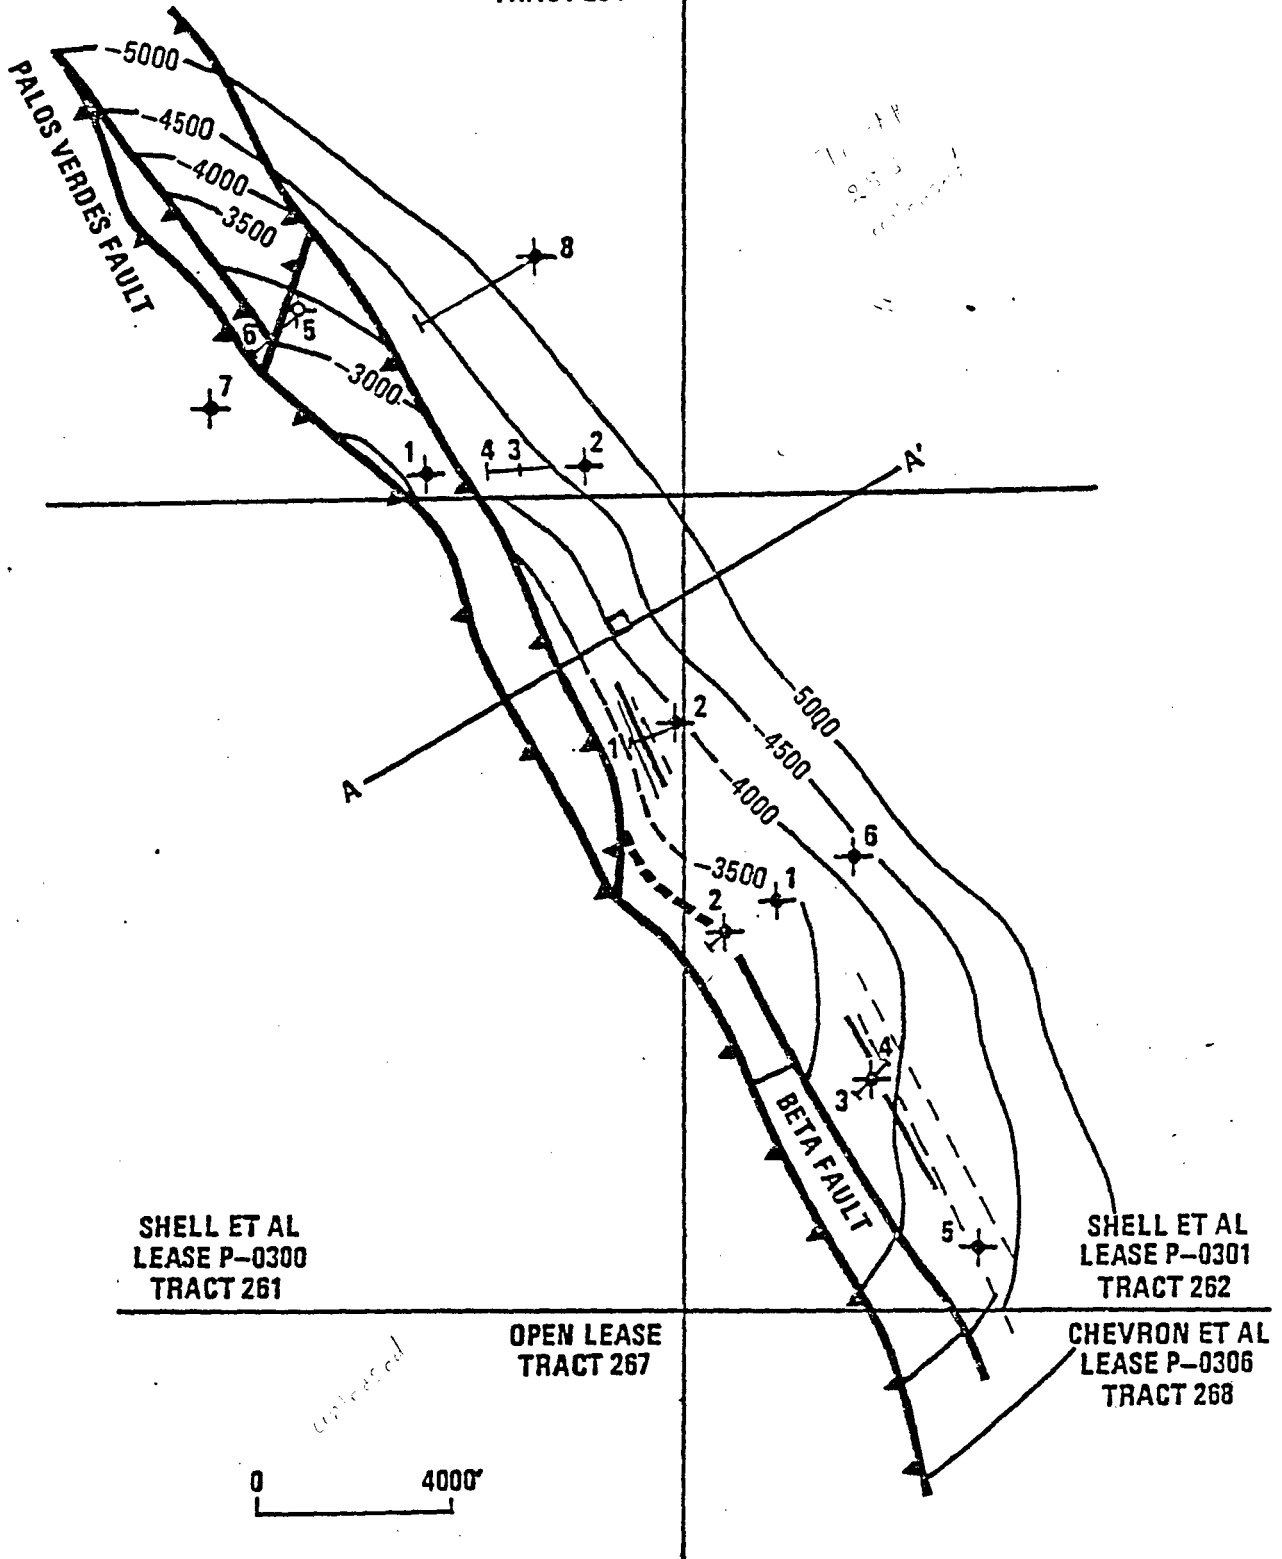 -5000
PALOS VERDES FAULT
-4500
-4000
-3500
8
5
6
-3000
7
1
4 3
2
A'
2
1
A
5000
-4500
-4000
6
-3500
1
2
4
3
BETA FAULT
5
SHELL ET AL
LEASE P-0300
TRACT 261
SHELL ET AL
LEASE P-0301
TRACT 262
OPEN LEASE
TRACT 267
CHEVRON ET AL
LEASE P-0306
TRACT 268
unleased
0 4000'